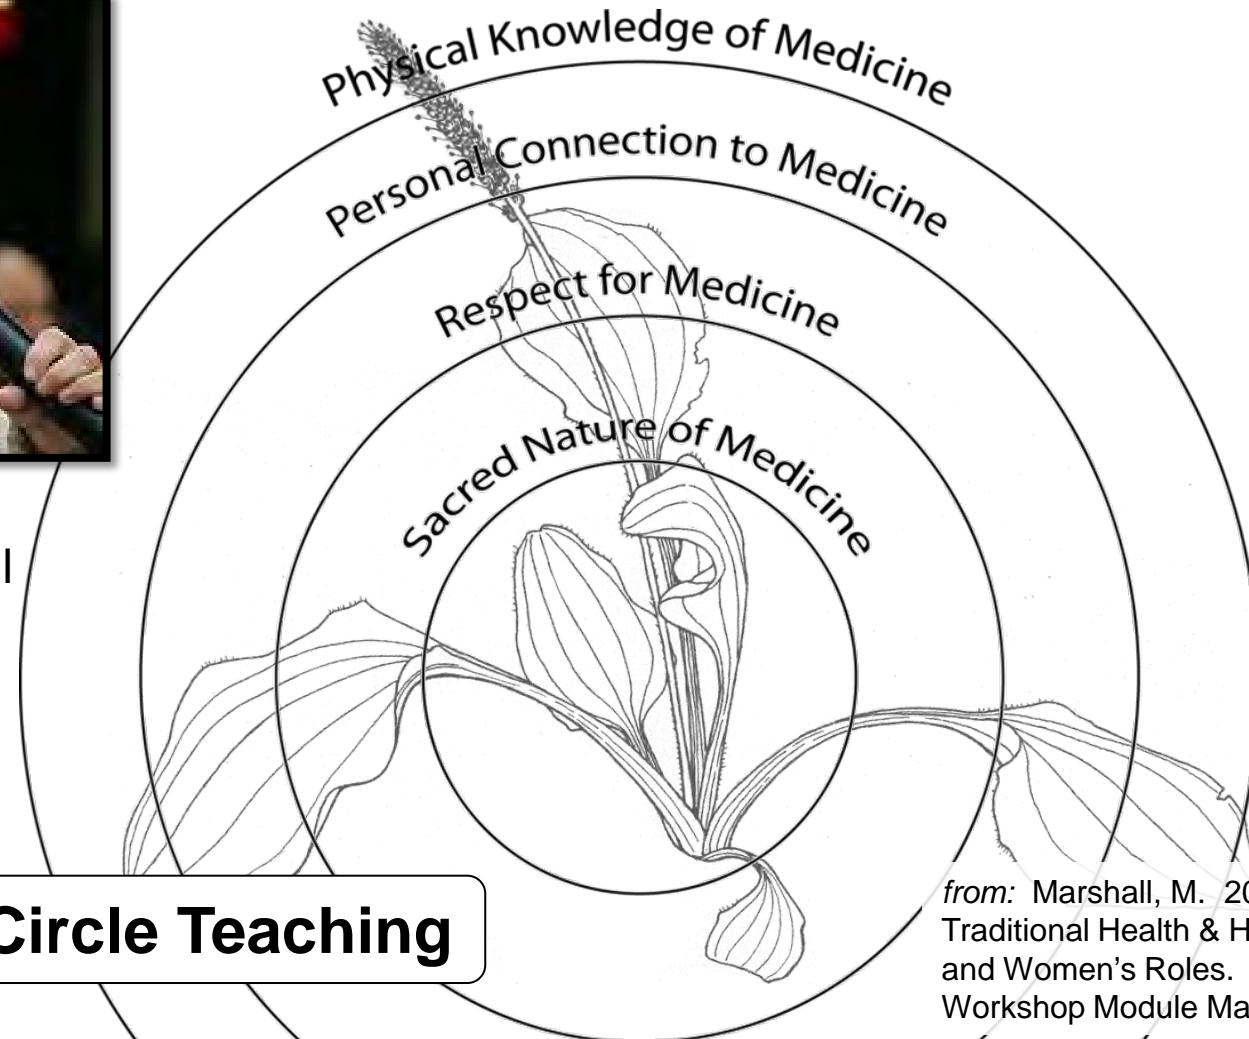 Physical Knowledge of Medicine
Personal Connection to Medicine
Respect for Medicine
Sacred Nature of Medicine
l
Circle Teaching
from: Marshall, M. 20
Traditional Health & H
and Women's Roles.
Workshop Module Ma